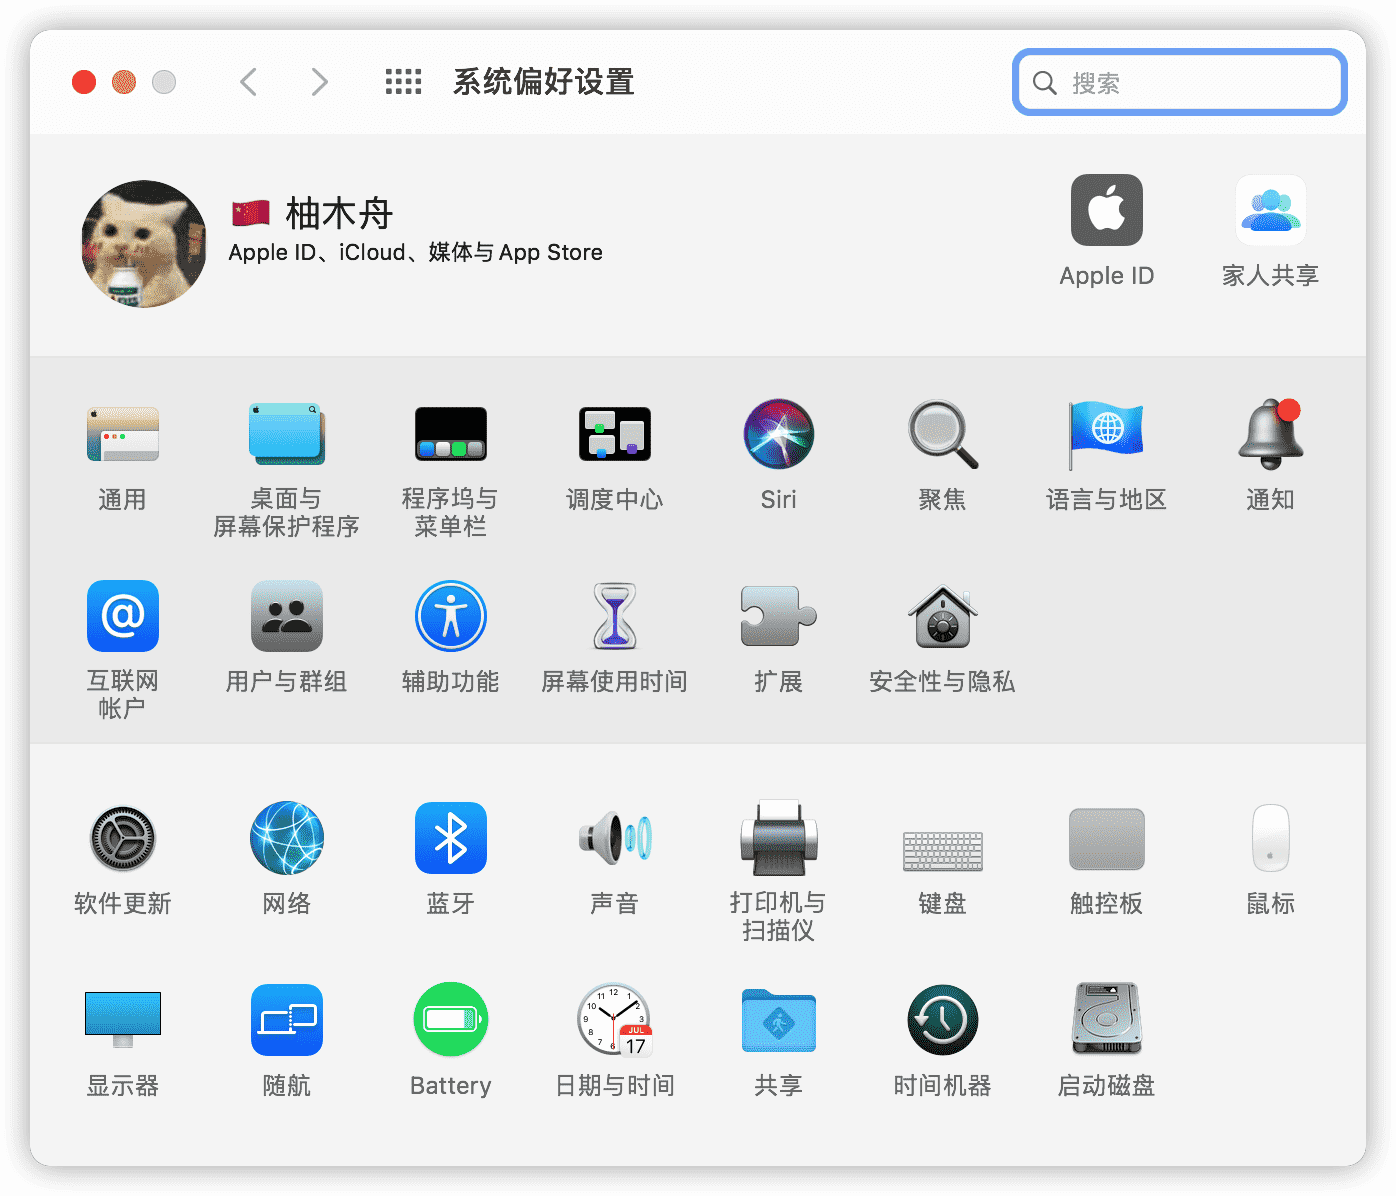 系统偏好设置
搜索
🇨🇳 柚木舟
Apple ID、iCloud、媒体与 App Store
Apple ID
家人共享
通用
桌面与
屏幕保护程序
程序坞与
菜单栏
调度中心
Siri
聚焦
语言与地区
通知
互联网
帐户
用户与群组
辅助功能
屏幕使用时间
扩展
安全性与隐私
软件更新
网络
蓝牙
声音
打印机与
扫描仪
键盘
触控板
鼠标
显示器
随航
Battery
JUL
17
日期与时间
共享
时间机器
启动磁盘